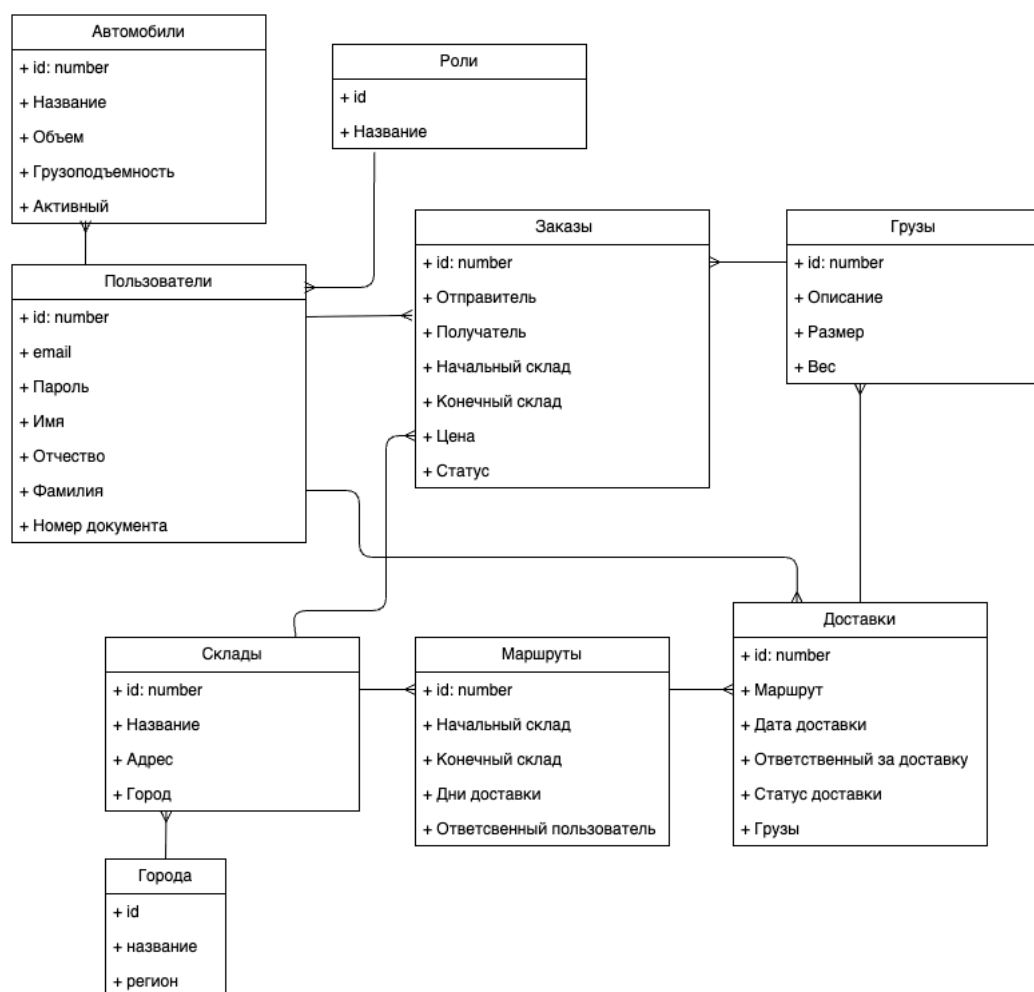 Автомобили
+ id: number
+ Название
+ Объем
+ Грузоподъемность
+ Активный
Роли
+ id
+ Название
Пользователи
+ id: number
+ email
+ Пароль
+ Имя
+ Отчество
+ Фамилия
+ Номер документа
Заказы
+ id: number
+ Отправитель
+ Получатель
+ Начальный склад
+ Конечный склад
+ Цена
+ Статус
Грузы
+ id: number
+ Описание
+ Размер
+ Вес
Склады
+ id: number
+ Название
+ Адрес
+ Город
Маршруты
+ id: number
+ Начальный склад
+ Конечный склад
+ Дни доставки
+ Ответсвенный пользователь
Доставки
+ id: number
+ Маршрут
+ Дата доставки
+ Ответственный за доставку
+ Статус доставки
+ Грузы
Города
+ id
+ название
+ регион